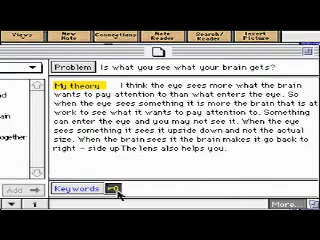 Views
New Note
Connections
Note Reader
Search/ Reader
Insert Picture
Problem Is what you see what your brain gets?
My theory I think the eye sees more what the brain
wants to pay attention to than what enters the eye. So
when the eye sees something it is more the brain that is at
work to see what it wants to pay attention to. Something
can enter the eye and you may not see it. When the eye
sees something it sees it upside down and not the actual
size. When the brain sees it the brain makes it go back to
right - side up The lens also helps you.
ain
together
Add
Keywords
More...